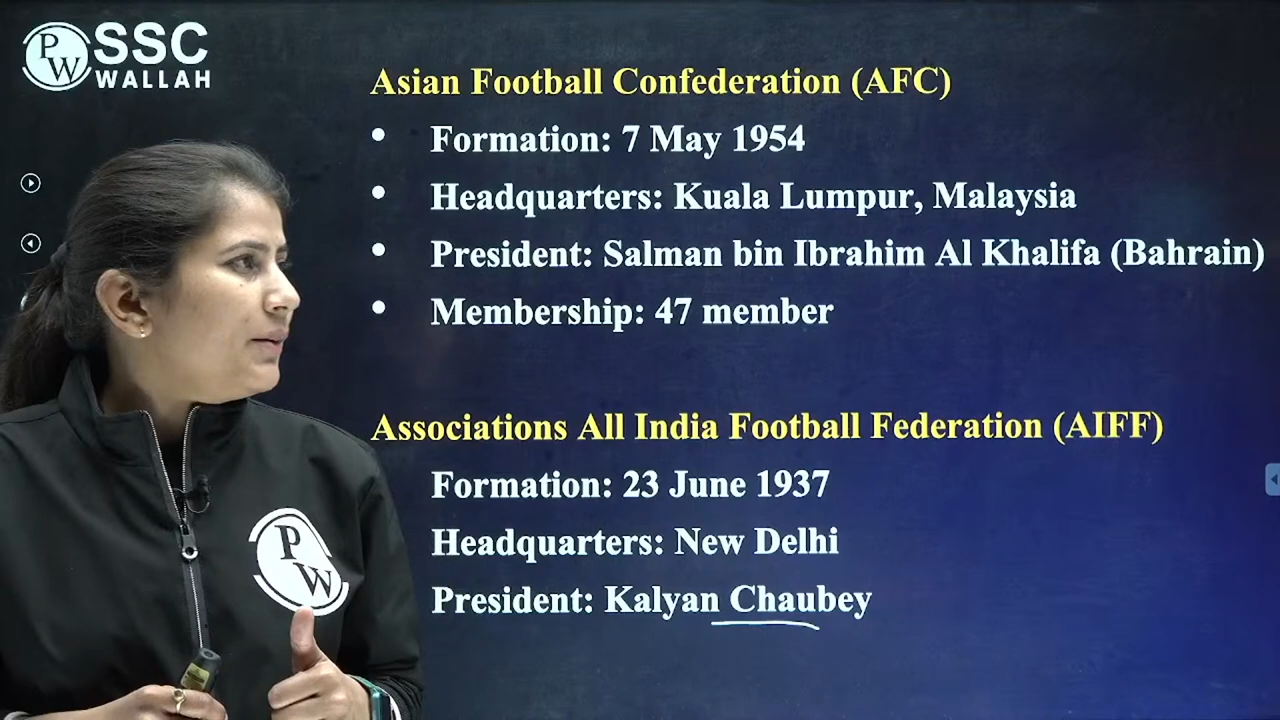 PW SSC
WALLAH
Asian Football Confederation (AFC)
• Formation: 7 May 1954
• Headquarters: Kuala Lumpur, Malaysia
• President: Salman bin Ibrahim Al Khalifa (Bahrain)
• Membership: 47 member
Associations All India Football Federation (AIFF)
Formation: 23 June 1937
Headquarters: New Delhi
President: Kalyan Chaubey
PW